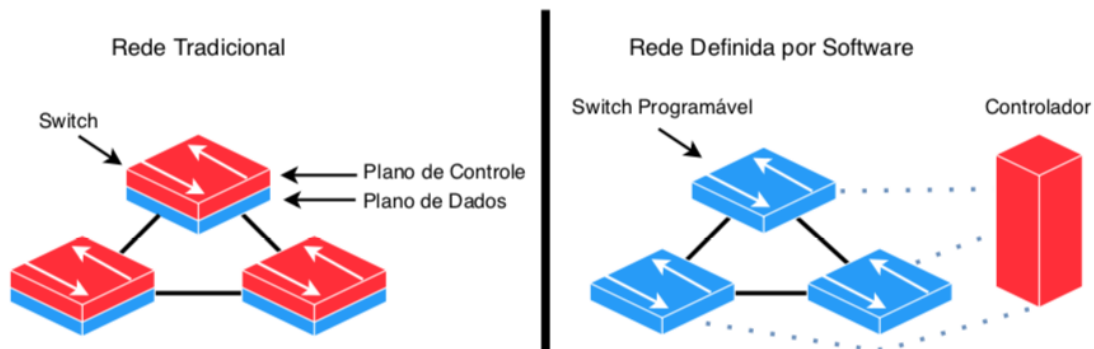 Rede Tradicional
Switch
Plano de Controle
Plano de Dados
Rede Definida por Software
Switch Programável
Controlador